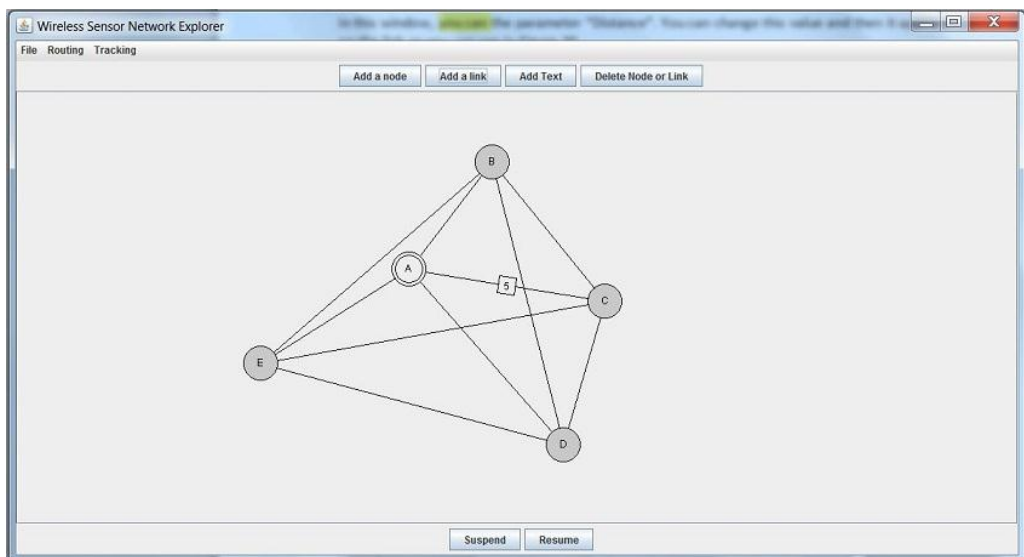 Wireless Sensor Network Explorer
In this window, you can the parameter "Distance". You can change this value and then it
File Routing Tracking
Add a node Add a link Add Text Delete Node or Link
B
A
5
C
E
D
Suspend Resume